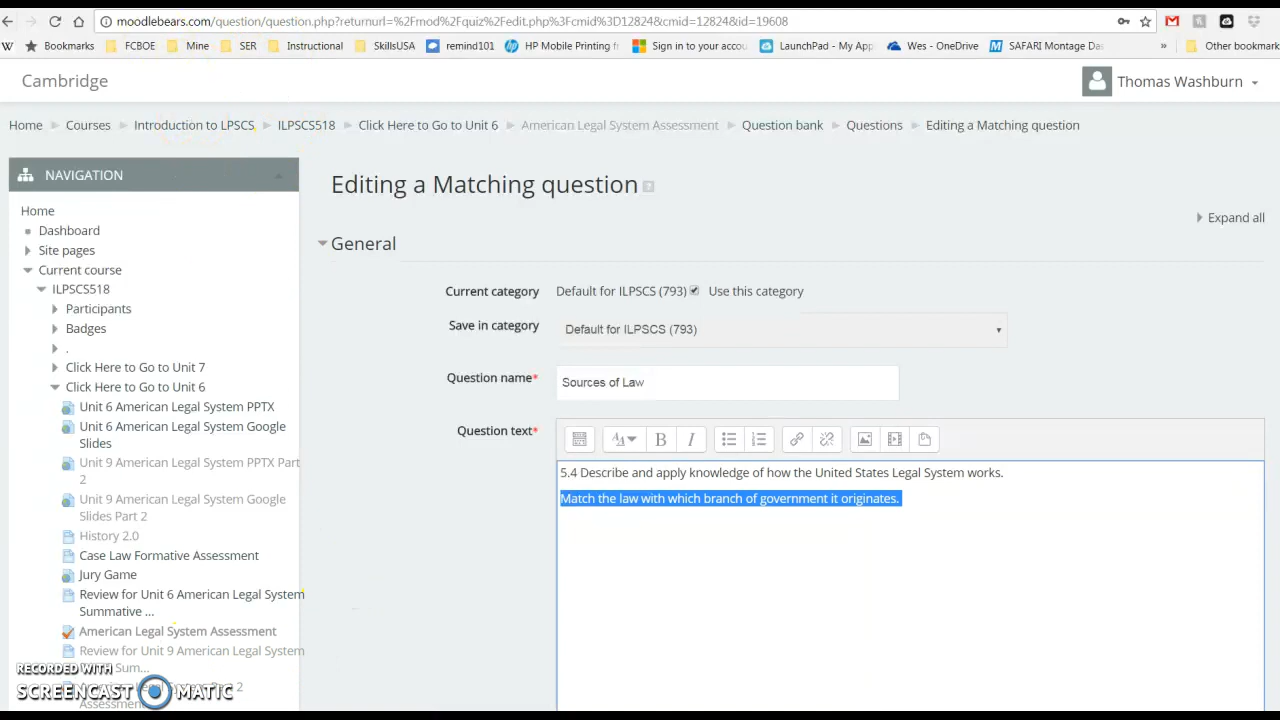 moodlebears.com/question/question.php?returnurl=%2Fmod%2Fquiz%2Fedit.php%3Fcmid%3D12824&cmid=12824&id=19608
Bookmarks FCBOE Mine SER Instructional SkillsUSA remind101 HP Mobile Printing f Sign in to your accou LaunchPad - My App Wes - OneDrive SAFARI Montage Das » Other bookmark
Cambridge
Thomas Washburn
Home Courses Introduction to LPSCS ILPSCS518 Click Here to Go to Unit 6 American Legal System Assessment Question bank Questions Editing a Matching question
NAVIGATION
Home
Dashboard
Site pages
Current course
ILPSCS518
Participants
Badges
.
Click Here to Go to Unit 7
Click Here to Go to Unit 6
Unit 6 American Legal System PPTX
Unit 6 American Legal System Google
Slides
Unit 9 American Legal System PPTX Part
2
Unit 9 American Legal System Google
Slides Part 2
History 2.0
Case Law Formative Assessment
Jury Game
Review for Unit 6 American Legal System
Summative ...
American Legal System Assessment
Review for Unit 9 American Legal System
Sum...
2
Assessment
RECORDED WITH
SCREENCAST MATIC
Editing a Matching question
Expand all
General
Current category Default for ILPSCS (793) Use this category
Save in category Default for ILPSCS (793)
Question name* Sources of Law
Question text*
5.4 Describe and apply knowledge of how the United States Legal System works.
Match the law with which branch of government it originates.